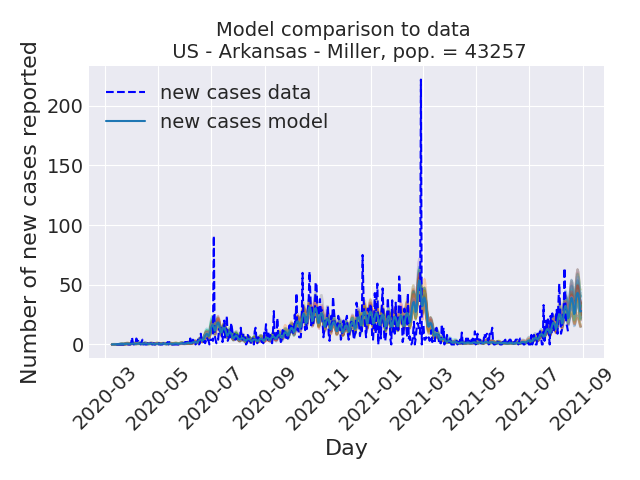 Model comparison to data
US - Arkansas - Miller, pop. = 43257
Number of new cases reported
new cases data
new cases model
200
150
100
50
0
2020-03
2020-05
2020-07
2020-09
2020-11
2021-01
2021-03
2021-05
2021-07
2021-09
Day